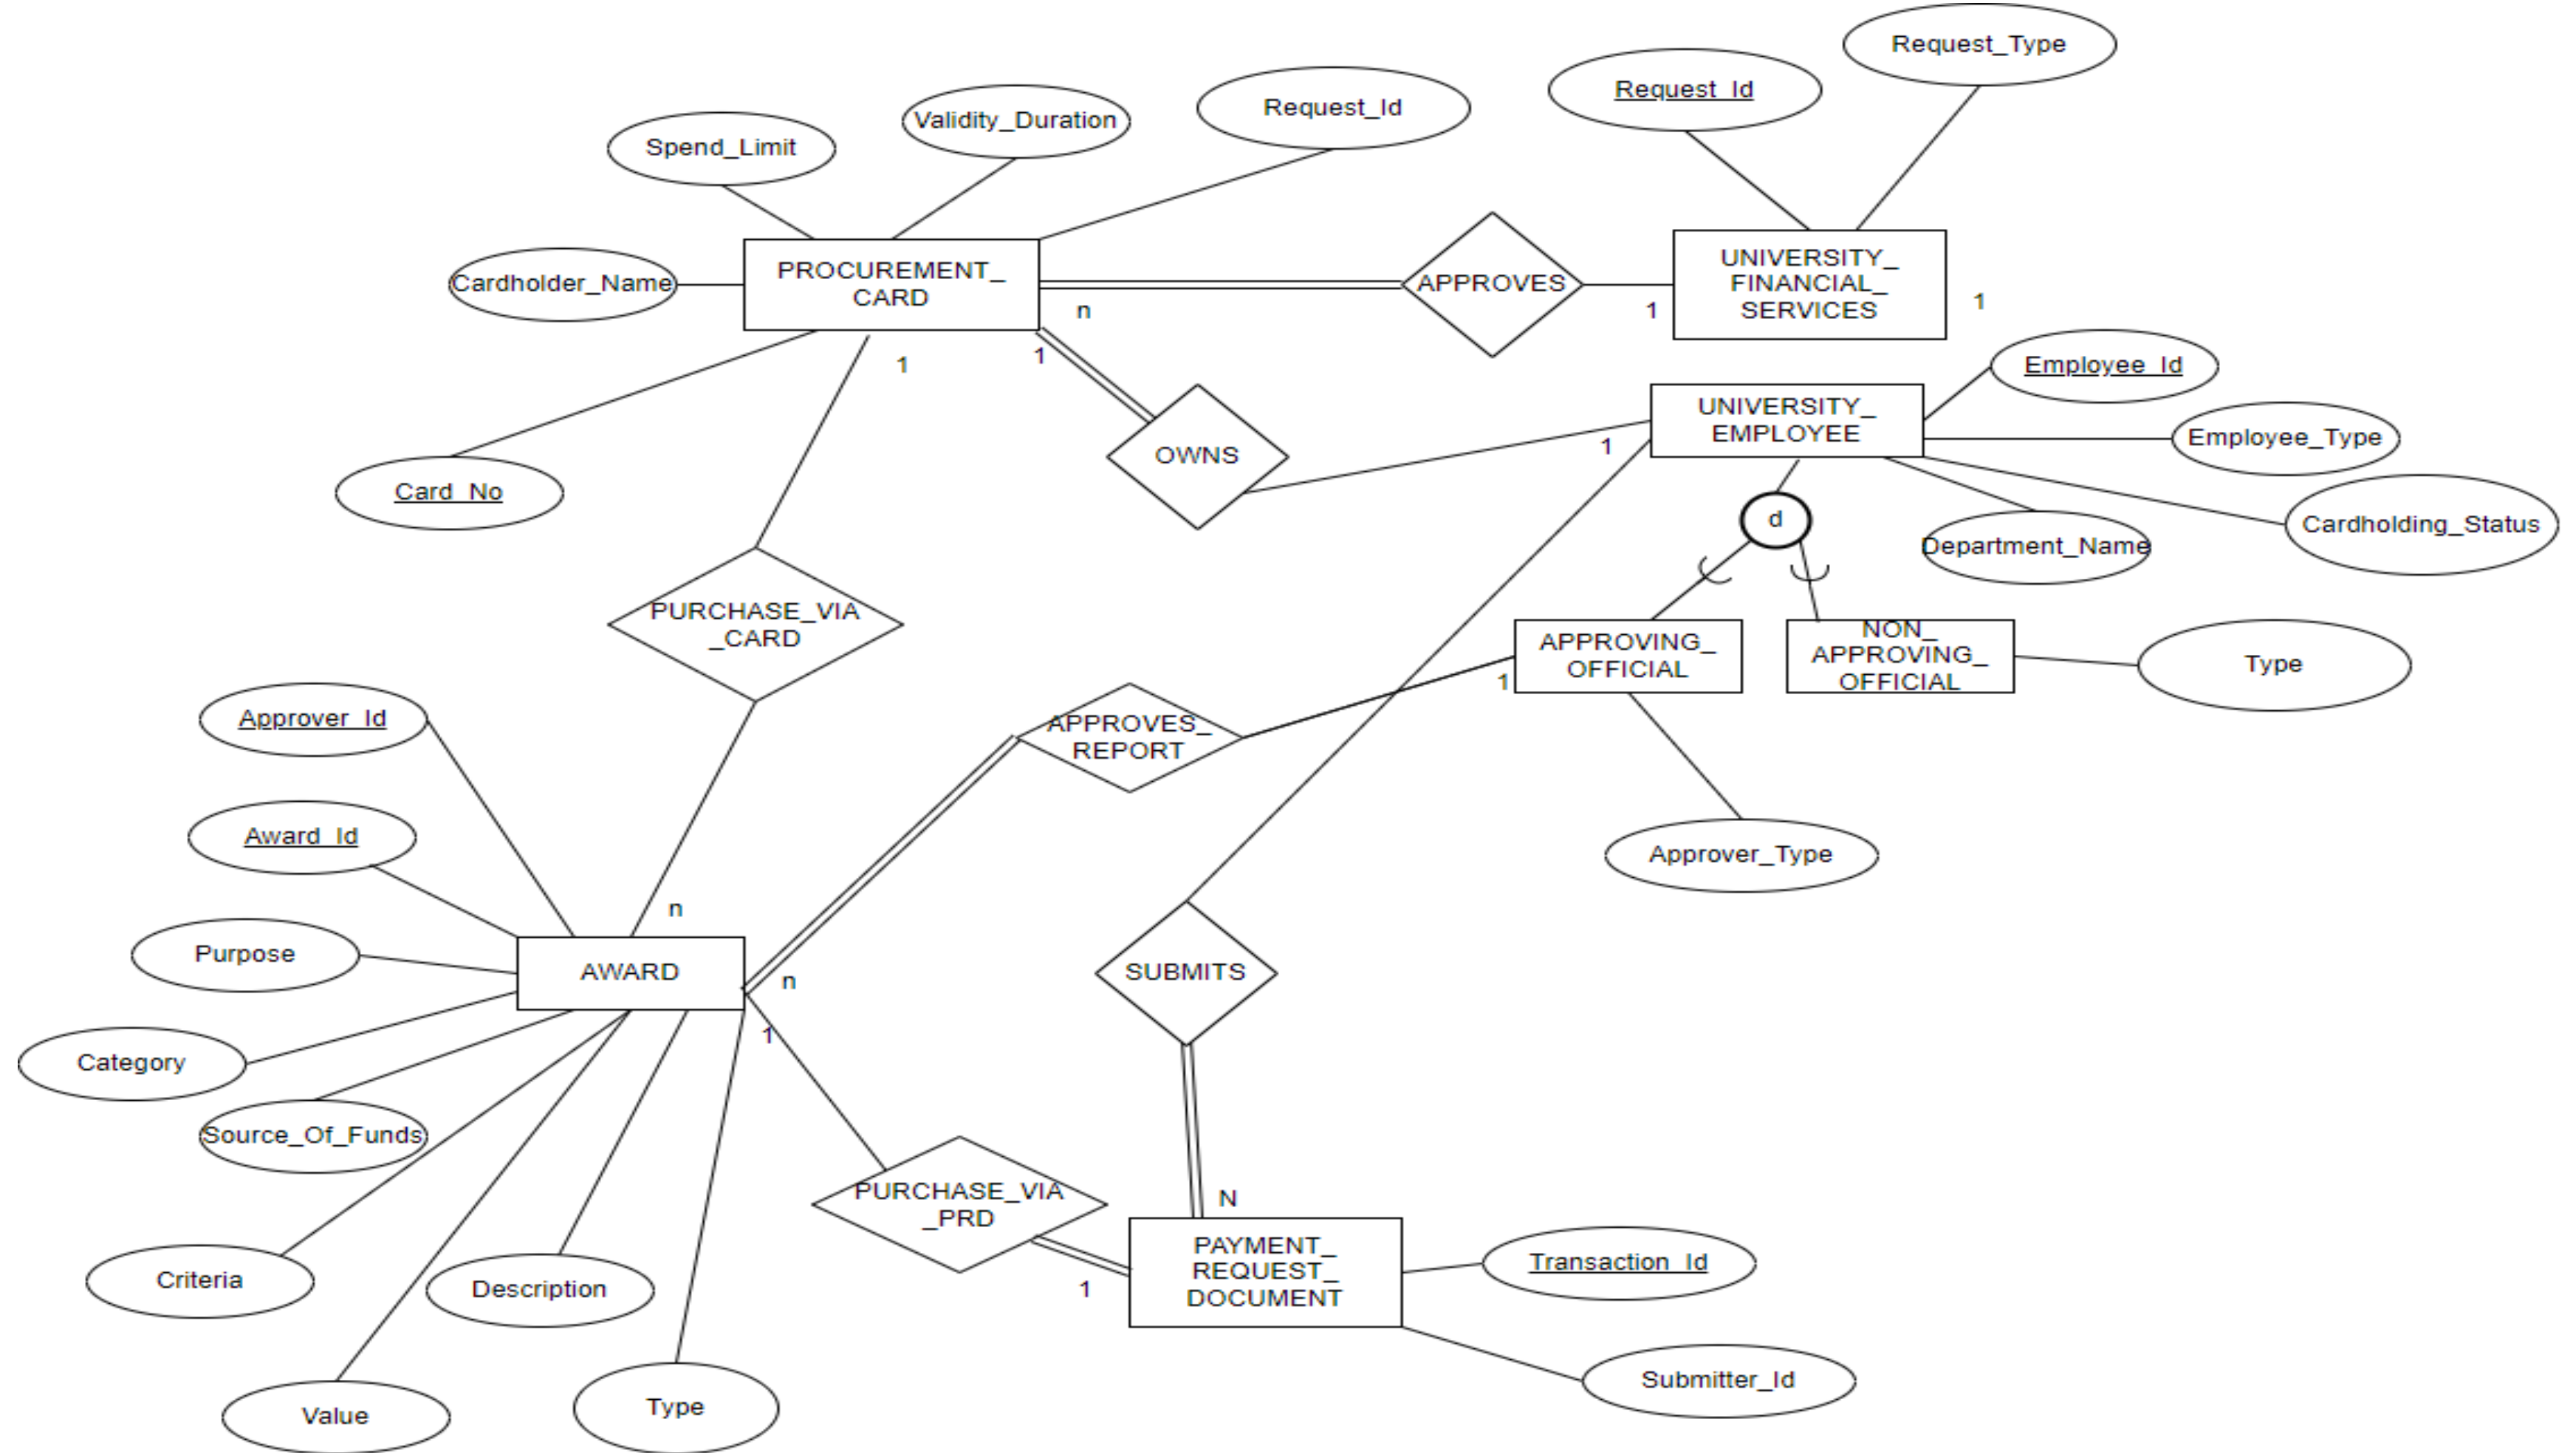 Request_Type
Request_Id
Request_Id
Validity_Duration
Spend_Limit
PROCUREMENT_
CARD
Cardholder_Name
APPROVES
UNIVERSITY_
FINANCIAL_
SERVICES
n
1
1
1
1
Employee_Id
UNIVERSITY_
EMPLOYEE
Employee_Type
1
OWNS
Card_No
d
Cardholding_Status
Department_Name
PURCHASE_VIA
_CARD
APPROVING_
OFFICIAL
NON_
APPROVING_
OFFICIAL
Type
1
Approver_Id
APPROVES_
REPORT
Award_Id
Approver_Type
n
Purpose
AWARD
n
SUBMITS
1
Category
Source_Of_Funds
PURCHASE_VIA
_PRD
N
PAYMENT_
REQUEST_
DOCUMENT
Transaction_Id
1
Criteria
Description
Submitter_Id
Value
Type